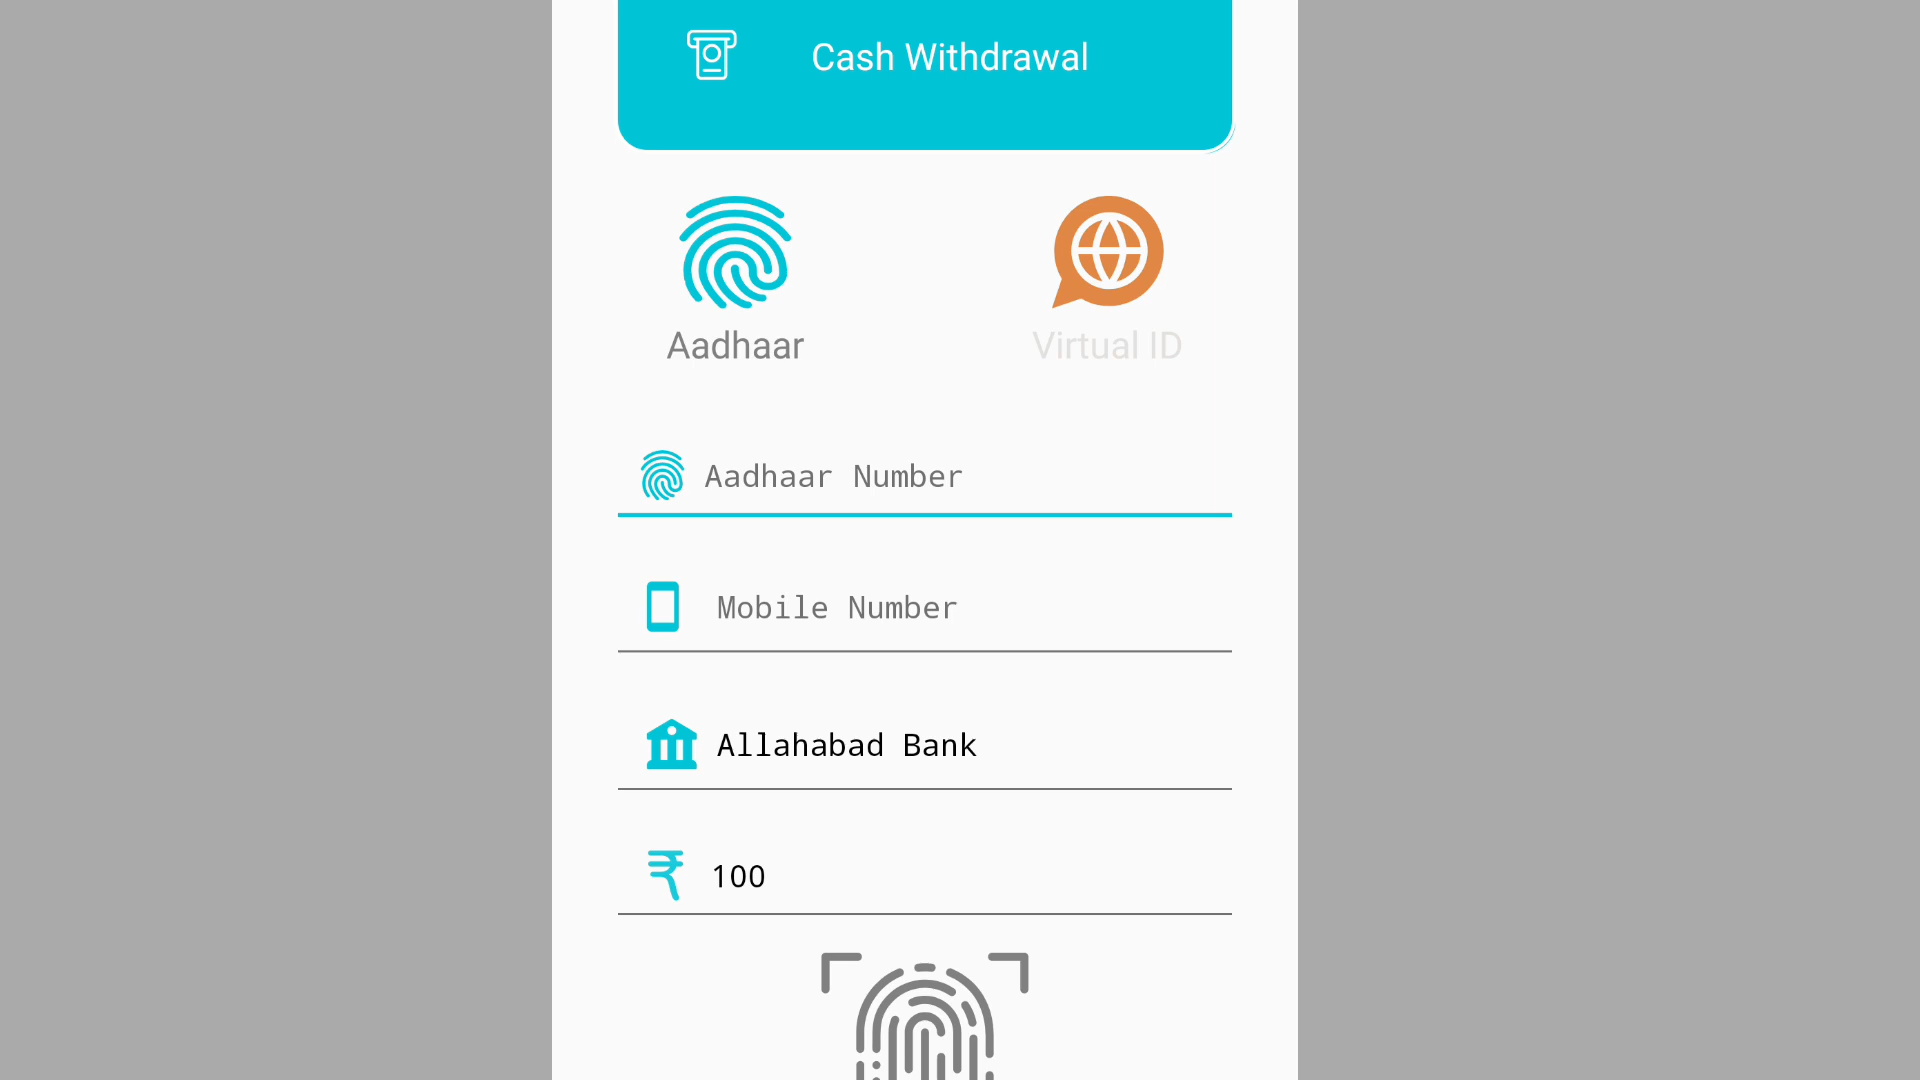 Cash Withdrawal
Aadhaar
Virtual ID
Aadhaar Number
Mobile Number
Allahabad Bank
₹ 100